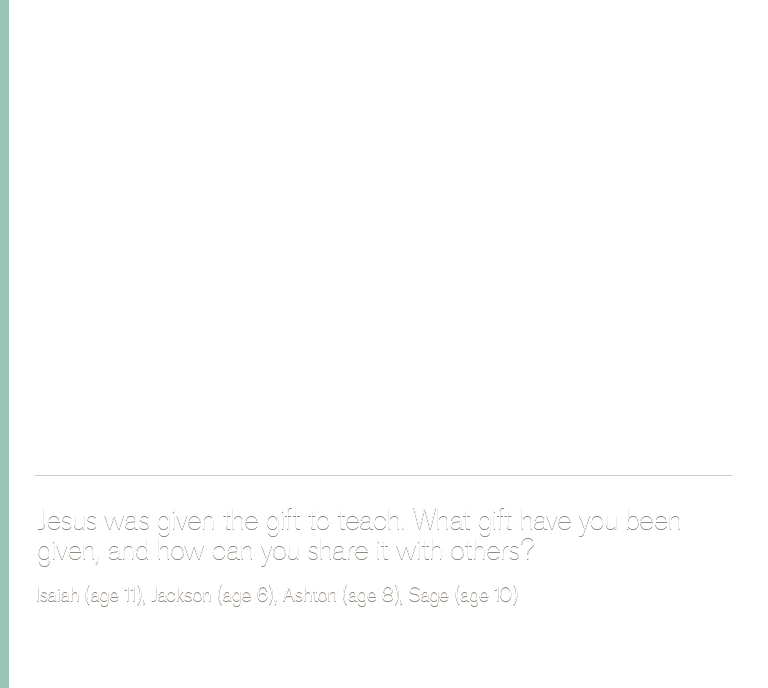 Jesus was given the gift to teach. What gift have you been
given, and how can you share it with others?
Isaiah (age 11), Jackson (age 6), Ashton (age 8), Sage (age 10)